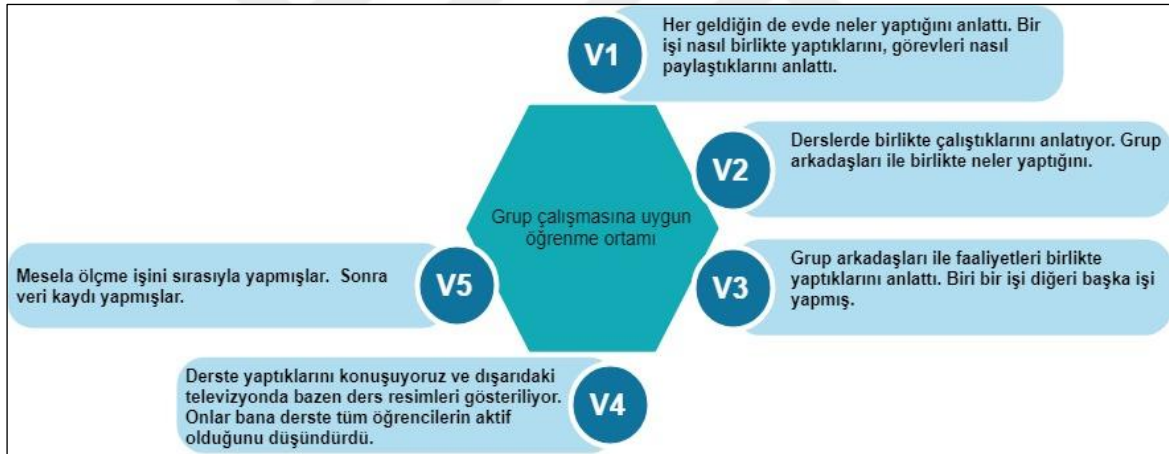 V1
Her geldiğin de evde neler yaptığını anlattı. Bir
işi nasıl birlikte yaptıklarını, görevleri nasıl
paylaştıklarını anlattı.
V2
Derslerde birlikte çalıştıklarını anlatıyor. Grup
arkadaşları ile birlikte neler yaptığını.
Grup çalışmasına uygun
öğrenme ortamı
V3
Grup arkadaşları ile faaliyetleri birlikte
yaptıklarını anlattı. Biri bir işi diğeri başka işi
yapmış.
V5
Mesela ölçme işini sırasıyla yapmışlar. Sonra
veri kaydı yapmışlar.
V4
Derste yaptıklarını konuşuyoruz ve dışarıdaki
televizyonda bazen ders resimleri gösteriliyor.
Onlar bana derste tüm öğrencilerin aktif
olduğunu düşündürdü.